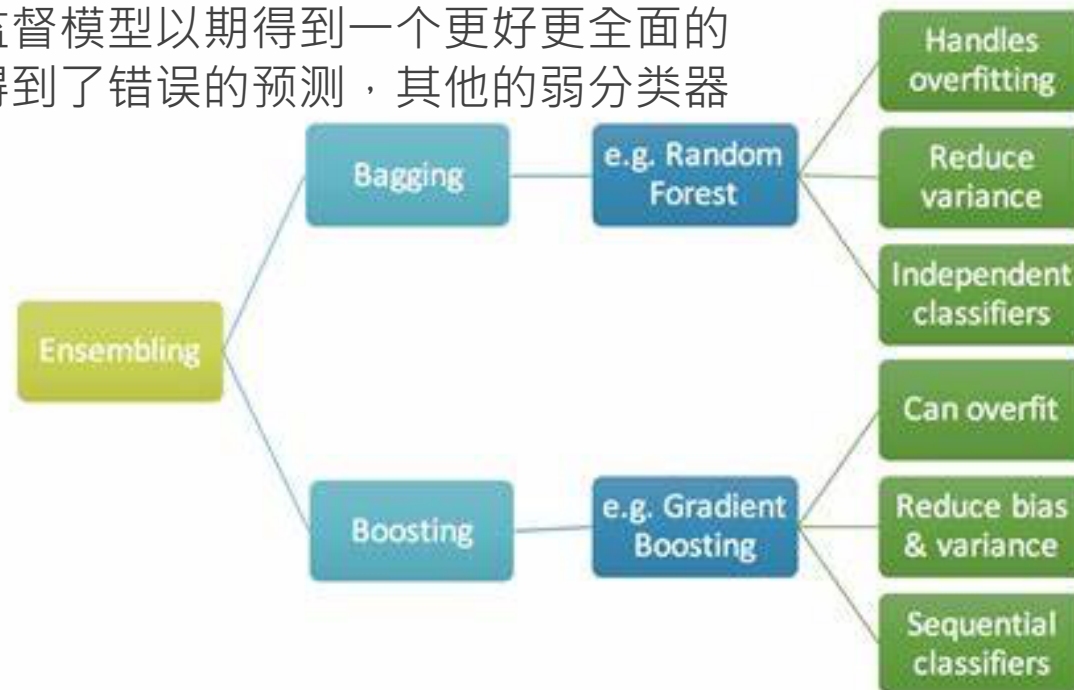 监督模型以期得到一个更好更全面的
得到了错误的预测，其他的弱分类器
Handles
overfitting
Bagging
e.g. Random
Forest
Reduce
variance
Independent
classifiers
Ensembling
Can overfit
Boosting
e.g. Gradient
Boosting
Reduce bias
& variance
Sequential
classifiers